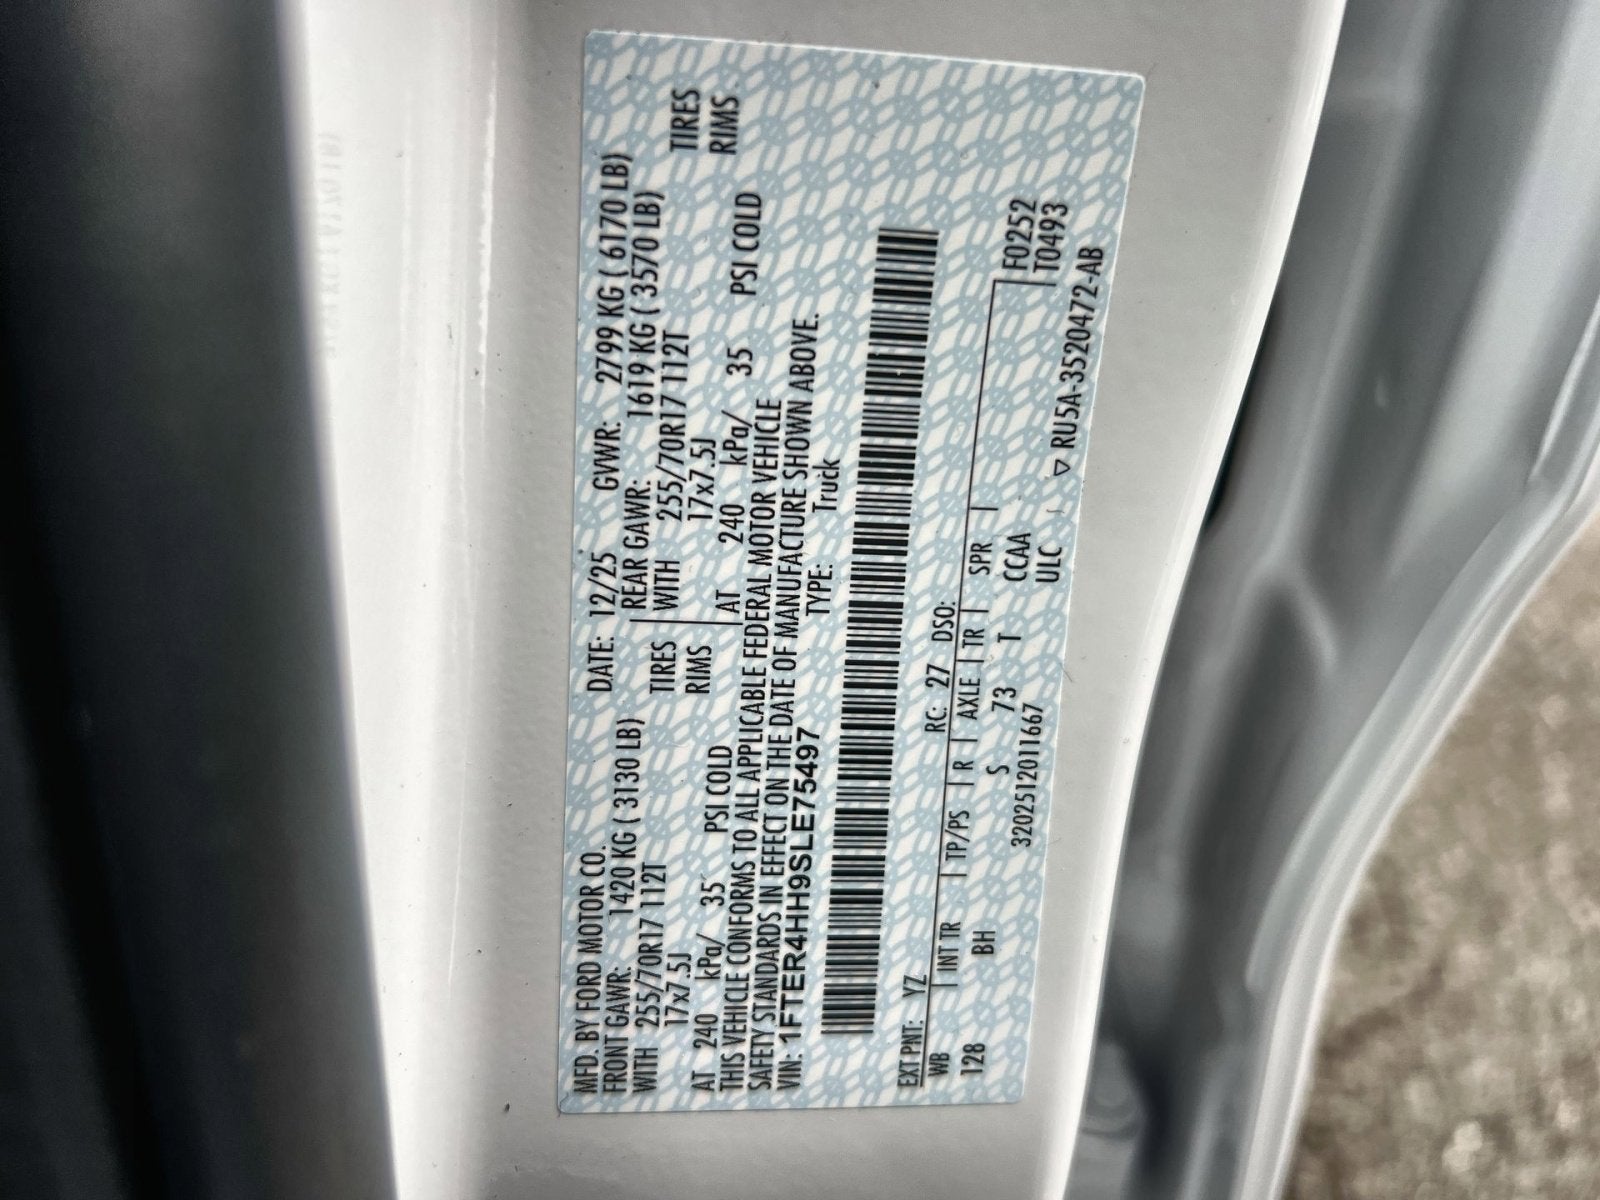 MFD. BY FORD MOTOR CO. DATE: 12/25 GVWR: 2799 KG ( 6170 LB)
FRONT GAWR: 1420 KG ( 3130 LB) REAR GAWR: 1619 KG ( 3570 LB)
WITH 255/70R17 112T TIRES WITH 255/70R17 112T TIRES
17x7.5J RIMS 17x7.5J RIMS
AT 240 kPa/ 35 PSI COLD AT 240 kPa/ 35 PSI COLD
THIS VEHICLE CONFORMS TO ALL APPLICABLE FEDERAL MOTOR VEHICLE
SAFETY STANDARDS IN EFFECT ON THE DATE OF MANUFACTURE SHOWN ABOVE.
VIN: 1FTER4HH9SLE75497 TYPE: Truck
EXT PNT: YZ RC: 27 DSO:
WB INT TR TP/PS R AXLE TR SPR F0252
128 BH S 73 T CCAA T0493
3202512011667 ULC
▽ RU5A-3520472-AB